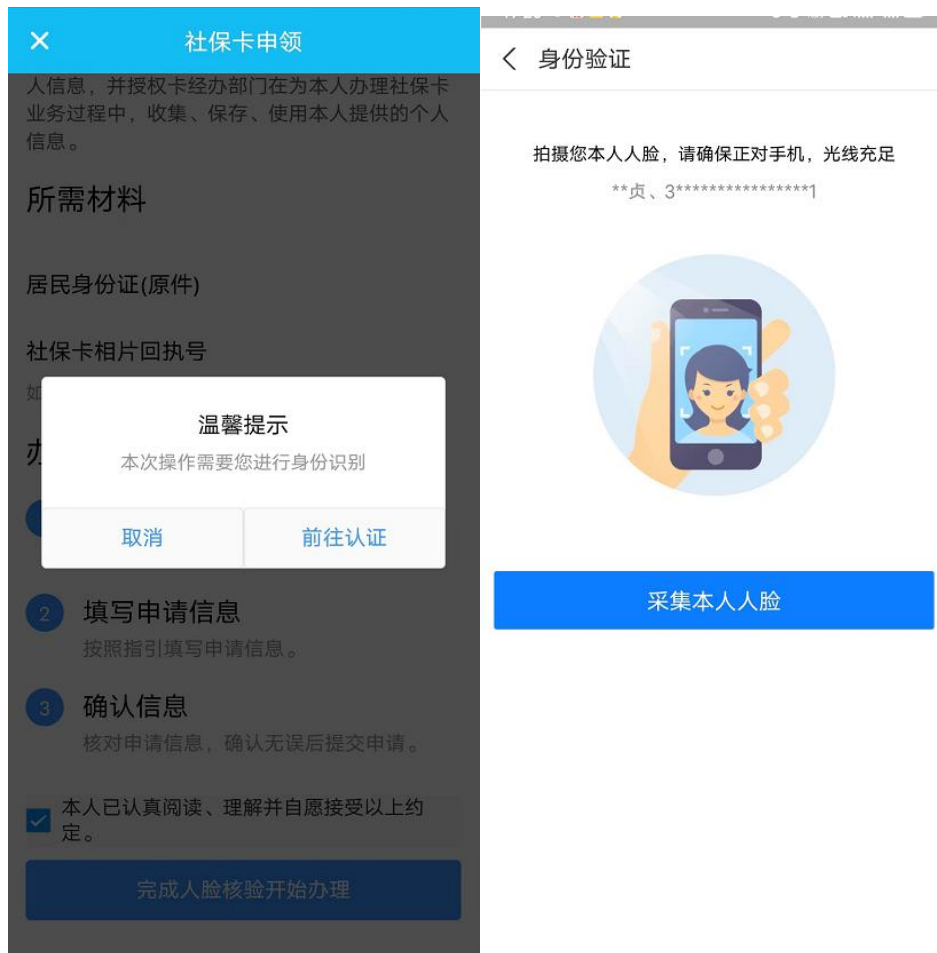 社保卡申领
人信息，并授权卡经办部门在为本人办理社保卡
业务过程中，收集、保存、使用本人提供的个人
信息。
所需材料
居民身份证(原件)
社保卡相片回执号
如
温馨提示
本次操作需要您进行身份识别
取消
前往认证
2
填写申请信息
按照指引填写申请信息。
3
确认信息
核对申请信息，确认无误后提交申请。
本人已认真阅读、理解并自愿接受以上约
定。
完成人脸核验开始办理
身份验证
拍摄您本人人脸，请确保正对手机，光线充足
**贞、3****************1
采集本人人脸